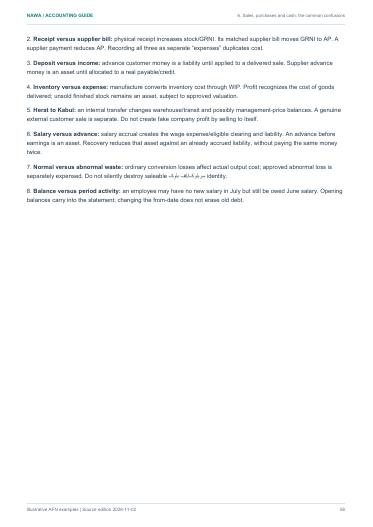 NAWA | ACCOUNTING GUIDE
6. Sales, purchases and cash: the common confusions
2. Receipt versus supplier bill: physical receipt increases stock/GRNI. Its matched supplier bill moves GRNI to AP. A
supplier payment reduces AP. Recording all three as separate "expenses" duplicates cost.
3. Deposit versus income: advance customer money is a liability until applied to a delivered sale. Supplier advance
money is an asset until allocated to a real payable/credit.
4. Inventory versus expense: manufacture converts inventory cost through WIP. Profit recognizes the cost of goods
delivered; unsold finished stock remains an asset, subject to approved valuation.
5. Herat to Kabul: an internal transfer changes warehouse/transit and possibly management-price balances. A genuine
external customer sale is separate. Do not create fake company profit by selling to itself.
6. Salary versus advance: salary accrual creates the wage expense/eligible clearing and liability. An advance before
earnings is an asset. Recovery reduces that asset against an already accrued liability, without paying the same money
twice.
7. Normal versus abnormal waste: ordinary conversion losses affect actual output cost; approved abnormal loss is
separately expensed. Do not silently destroy saleable identity.
8. Balance versus period activity: an employee may have no new salary in July but still be owed June salary. Opening
balances carry into the statement; changing the from-date does not erase old debt.
Illustrative AFN examples | Source edition